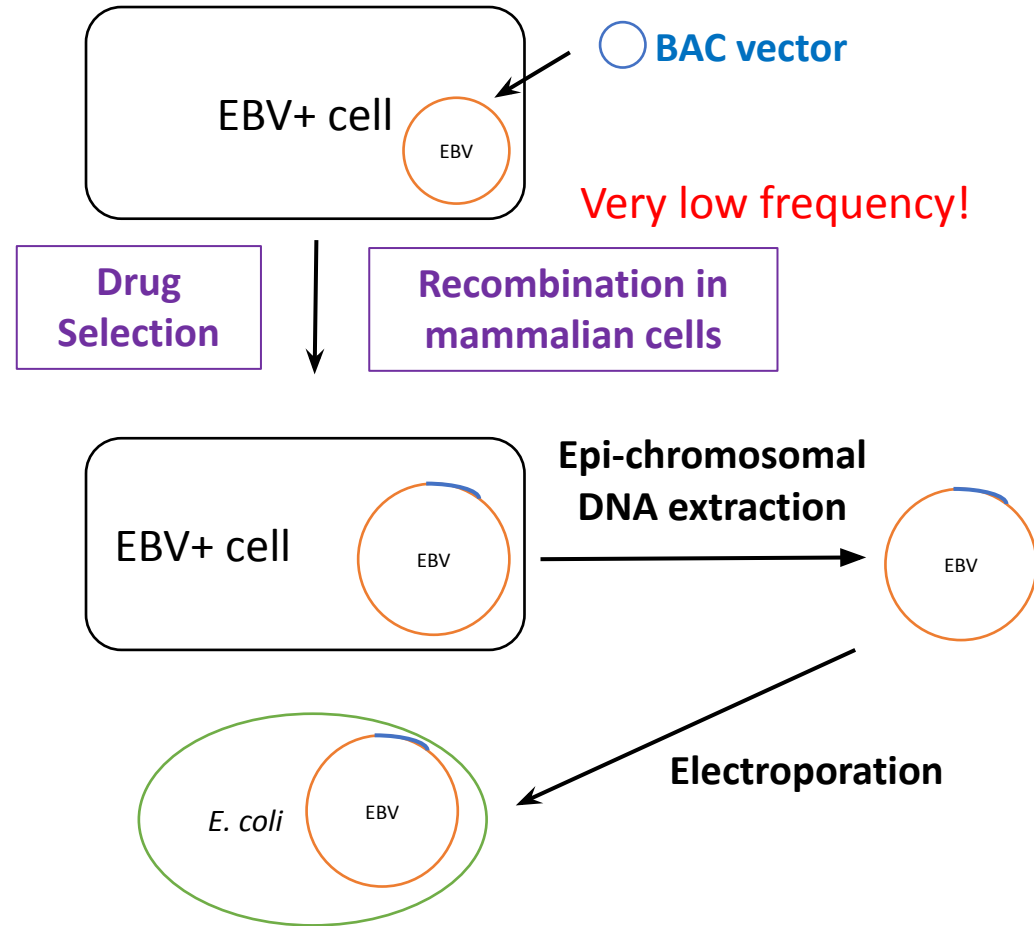 BAC vector
EBV+ cell
EBV
Very low frequency!
Drug
Selection
Recombination in
mammalian cells
Epi-chromosomal
DNA extraction
EBV+ cell
EBV
EBV
Electroporation
E. coli
EBV